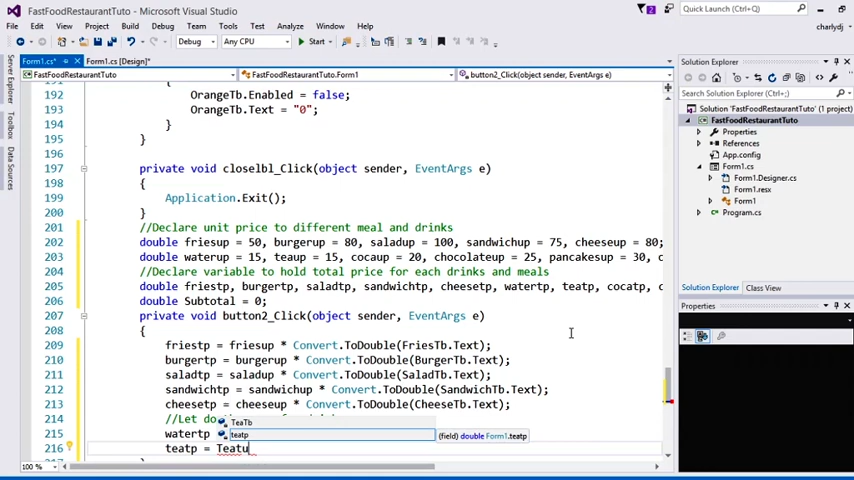 FastFoodRestaurantTuto - Microsoft Visual Studio
Quick Launch (Ctrl+Q)
File Edit View Project Build Debug Team Tools Test Analyze Window Help
charlydj
Debug Any CPU Start
Form1.cs* Form1.cs [Design]*
FastFoodRestaurantTuto FastFoodRestaurantTuto.Form1 button2_Click(object sender, EventArgs e)
Server Explorer
Toolbox
Data Sources
191 {
192 OrangeTb.Enabled = false;
193 OrangeTb.Text = "0";
194 }
195 }
196
197 private void closelbl_Click(object sender, EventArgs e)
198 {
199 Application.Exit();
200 }
201 //Declare unit price to different meal and drinks
202 double friesup = 50, burgerup = 80, saladup = 100, sandwichup = 75, cheeseup = 80;
203 double waterup = 15, teaup = 15, cocaup = 20, chocolateup = 25, pancakesup = 30, c
204 //Declare variable to hold total price for each drinks and meals
205 double friestp, burgertp, saladtp, sandwichtp, cheesetp, watertp, teatp, cocatp, c
206 double Subtotal = 0;
207 private void button2_Click(object sender, EventArgs e)
208 {
209 friestp = friesup * Convert.ToDouble(FriesTb.Text);
210 burgertp = burgerup * Convert.ToDouble(BurgerTb.Text);
211 saladtp = saladup * Convert.ToDouble(SaladTb.Text);
212 sandwichtp = sandwichup * Convert.ToDouble(SandwichTb.Text);
213 cheesetp = cheeseup * Convert.ToDouble(CheeseTb.Text);
214 //Let do
215 watertp
216 teatp = Teatu
217 }
TeaTb
teatp
(field) double Form1.teatp
100 %
Solution Explorer
Search Solution Explorer (Ctrl+;)
Solution 'FastFoodRestaurantTuto' (1 project)
FastFoodRestaurantTuto
Properties
References
App.config
Form1.cs
Form1.Designer.cs
Form1.resx
Form1
Program.cs
Solution Explorer Class View
Properties